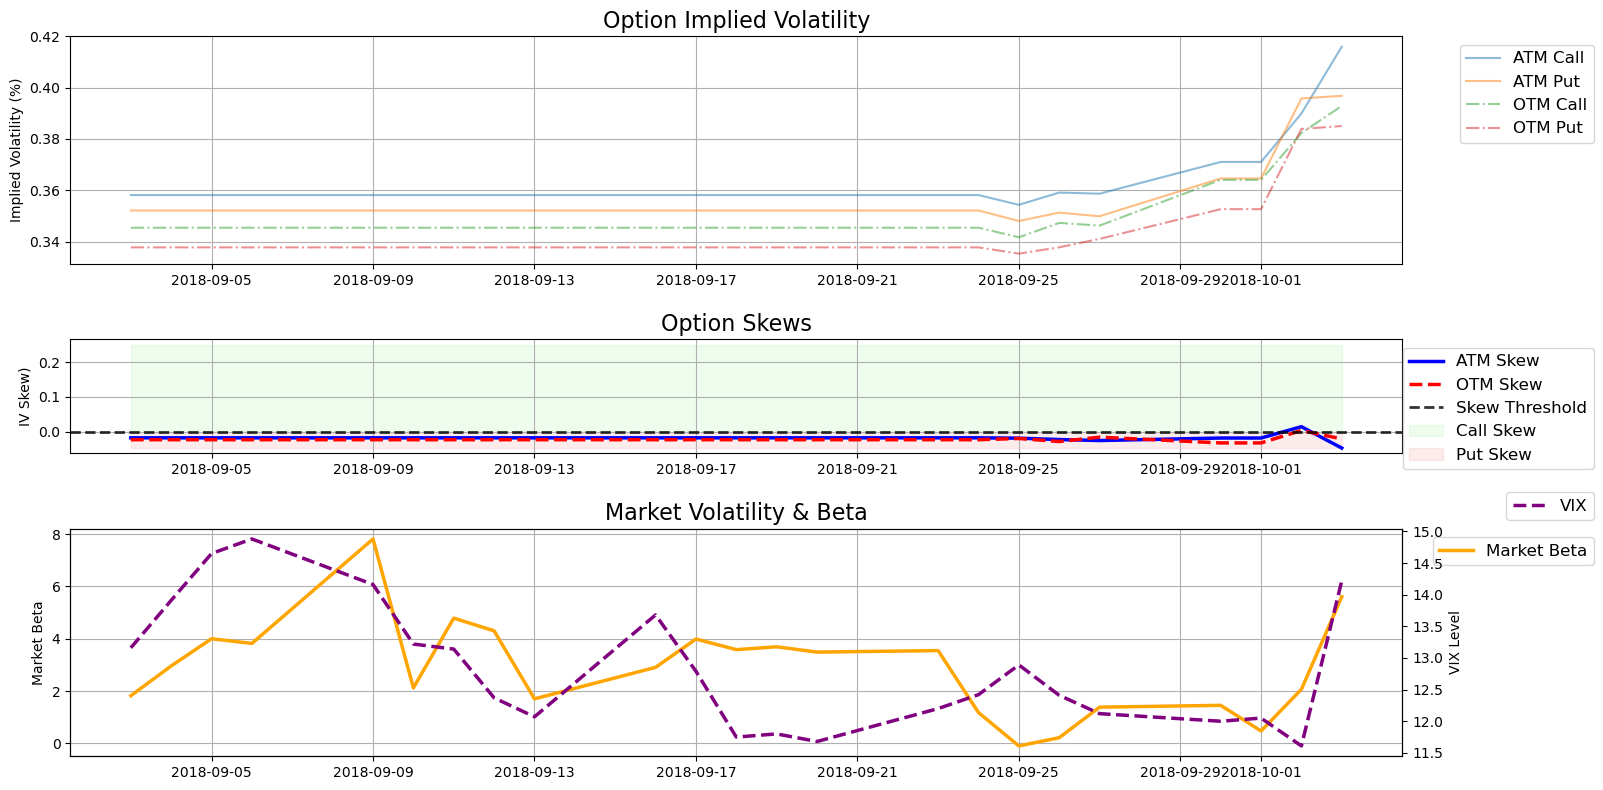 Option Implied Volatility
Implied Volatility (%)
0.42
0.40
0.38
0.36
0.34
2018-09-05 2018-09-09 2018-09-13 2018-09-17 2018-09-21 2018-09-25 2018-09-29 2018-10-01
ATM Call
ATM Put
OTM Call
OTM Put
Option Skews
IV Skew)
0.2
0.1
0.0
2018-09-05 2018-09-09 2018-09-13 2018-09-17 2018-09-21 2018-09-25 2018-09-29 2018-10-01
ATM Skew
OTM Skew
Skew Threshold
Call Skew
Put Skew
Market Volatility & Beta
Market Beta
8
6
4
2
0
2018-09-05 2018-09-09 2018-09-13 2018-09-17 2018-09-21 2018-09-25 2018-09-29 2018-10-01
15.0
14.5
14.0
13.5
13.0
12.5
12.0
11.5
VIX Level
VIX
Market Beta